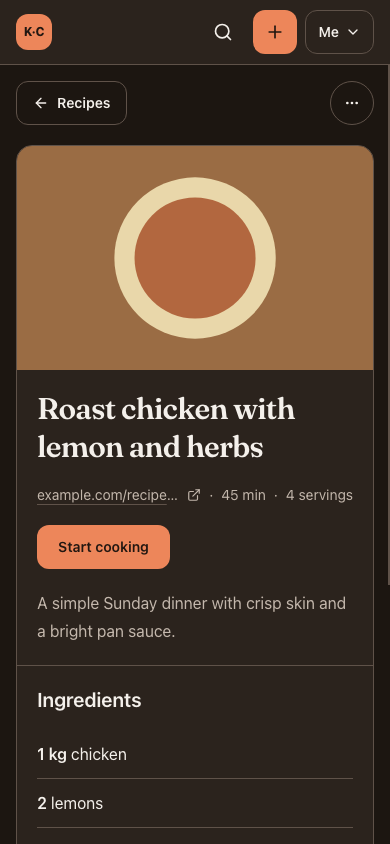 K·C
Me
Recipes
Roast chicken with
lemon and herbs
example.com/recipe… · 45 min · 4 servings
Start cooking
A simple Sunday dinner with crisp skin and
a bright pan sauce.
Ingredients
1 kg chicken
2 lemons